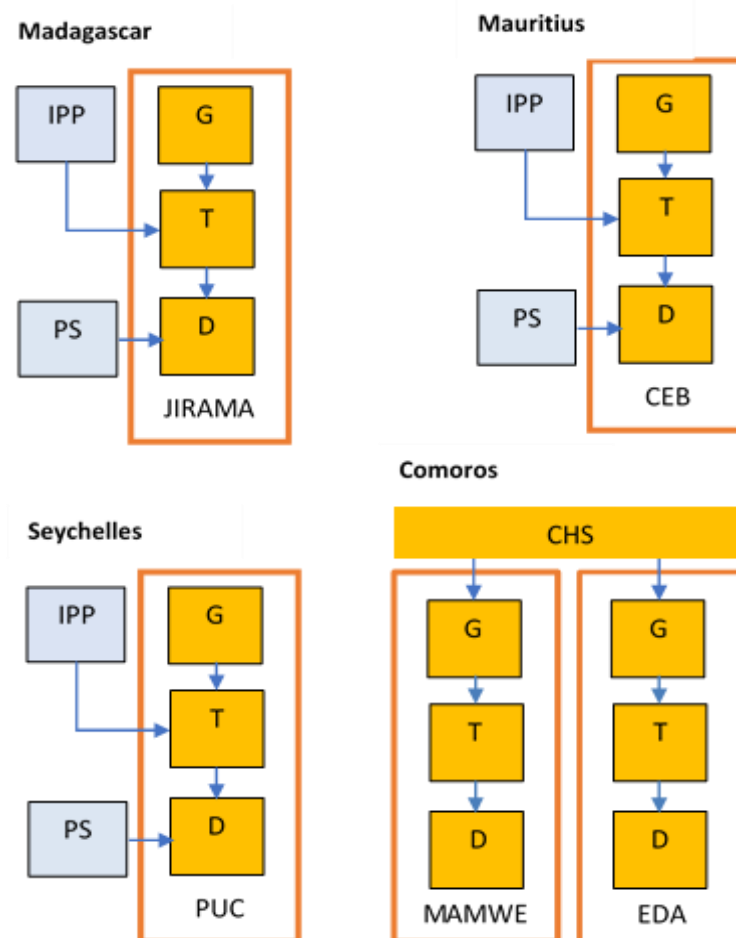 Madagascar
IPP
G
T
PS
D
JIRAMA
Mauritius
IPP
G
T
PS
D
CEB
Seychelles
IPP
G
T
PS
D
PUC
Comoros
CHS
G
G
T
T
D
D
MAMWE
EDA